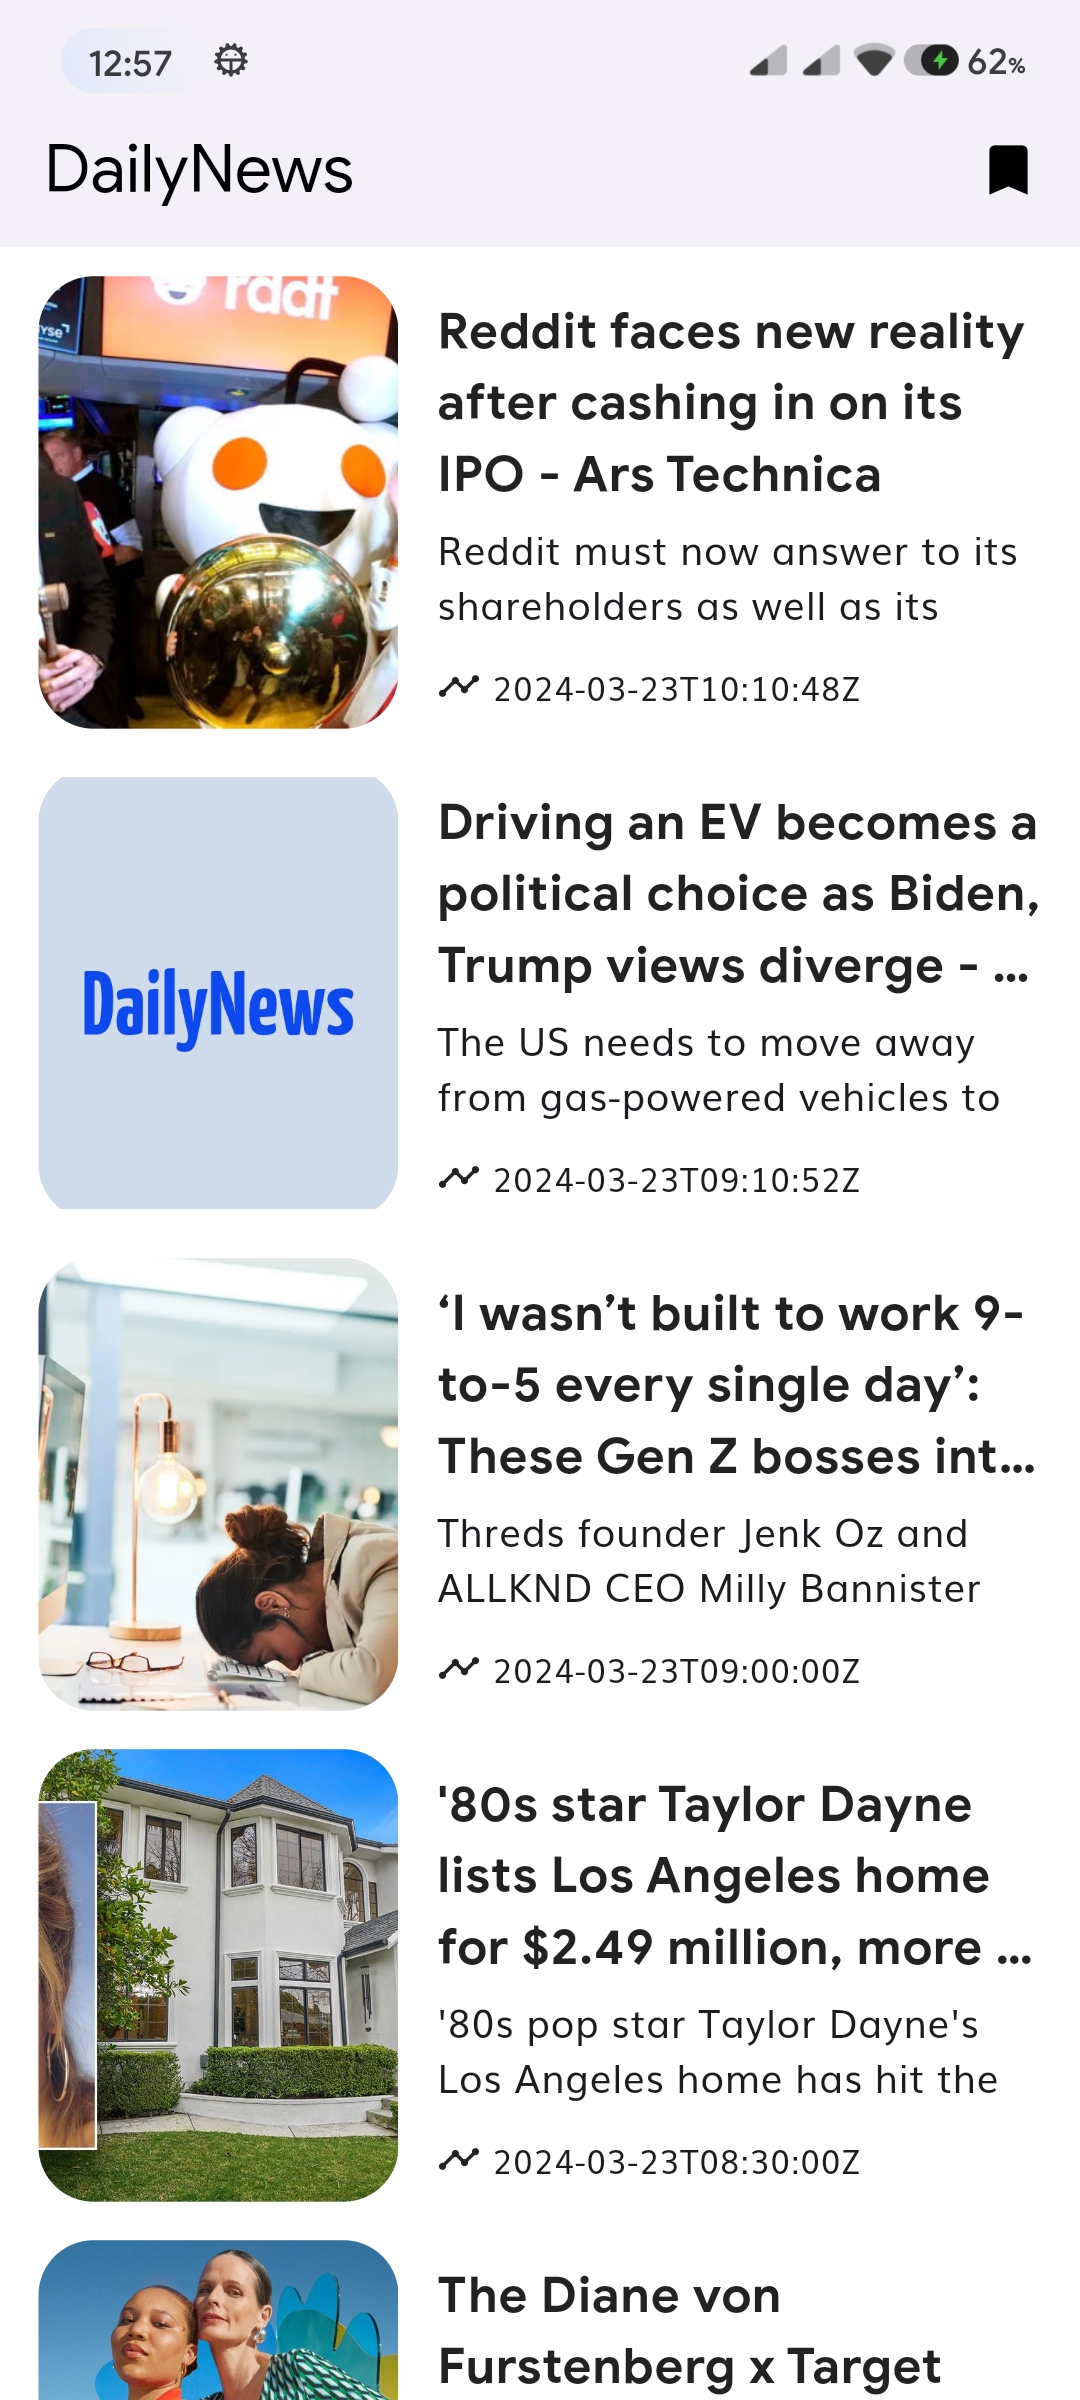 12:57
62%
DailyNews
rddt
NYSE
Reddit faces new reality
after cashing in on its
IPO - Ars Technica
Reddit must now answer to its
shareholders as well as its
2024-03-23T10:10:48Z
DailyNews
Driving an EV becomes a
political choice as Biden,
Trump views diverge - ...
The US needs to move away
from gas-powered vehicles to
2024-03-23T09:10:52Z
‘I wasn’t built to work 9-
to-5 every single day’:
These Gen Z bosses int...
Threds founder Jenk Oz and
ALLKND CEO Milly Bannister
2024-03-23T09:00:00Z
'80s star Taylor Dayne
lists Los Angeles home
for $2.49 million, more ...
'80s pop star Taylor Dayne's
Los Angeles home has hit the
2024-03-23T08:30:00Z
The Diane von
Furstenberg x Target